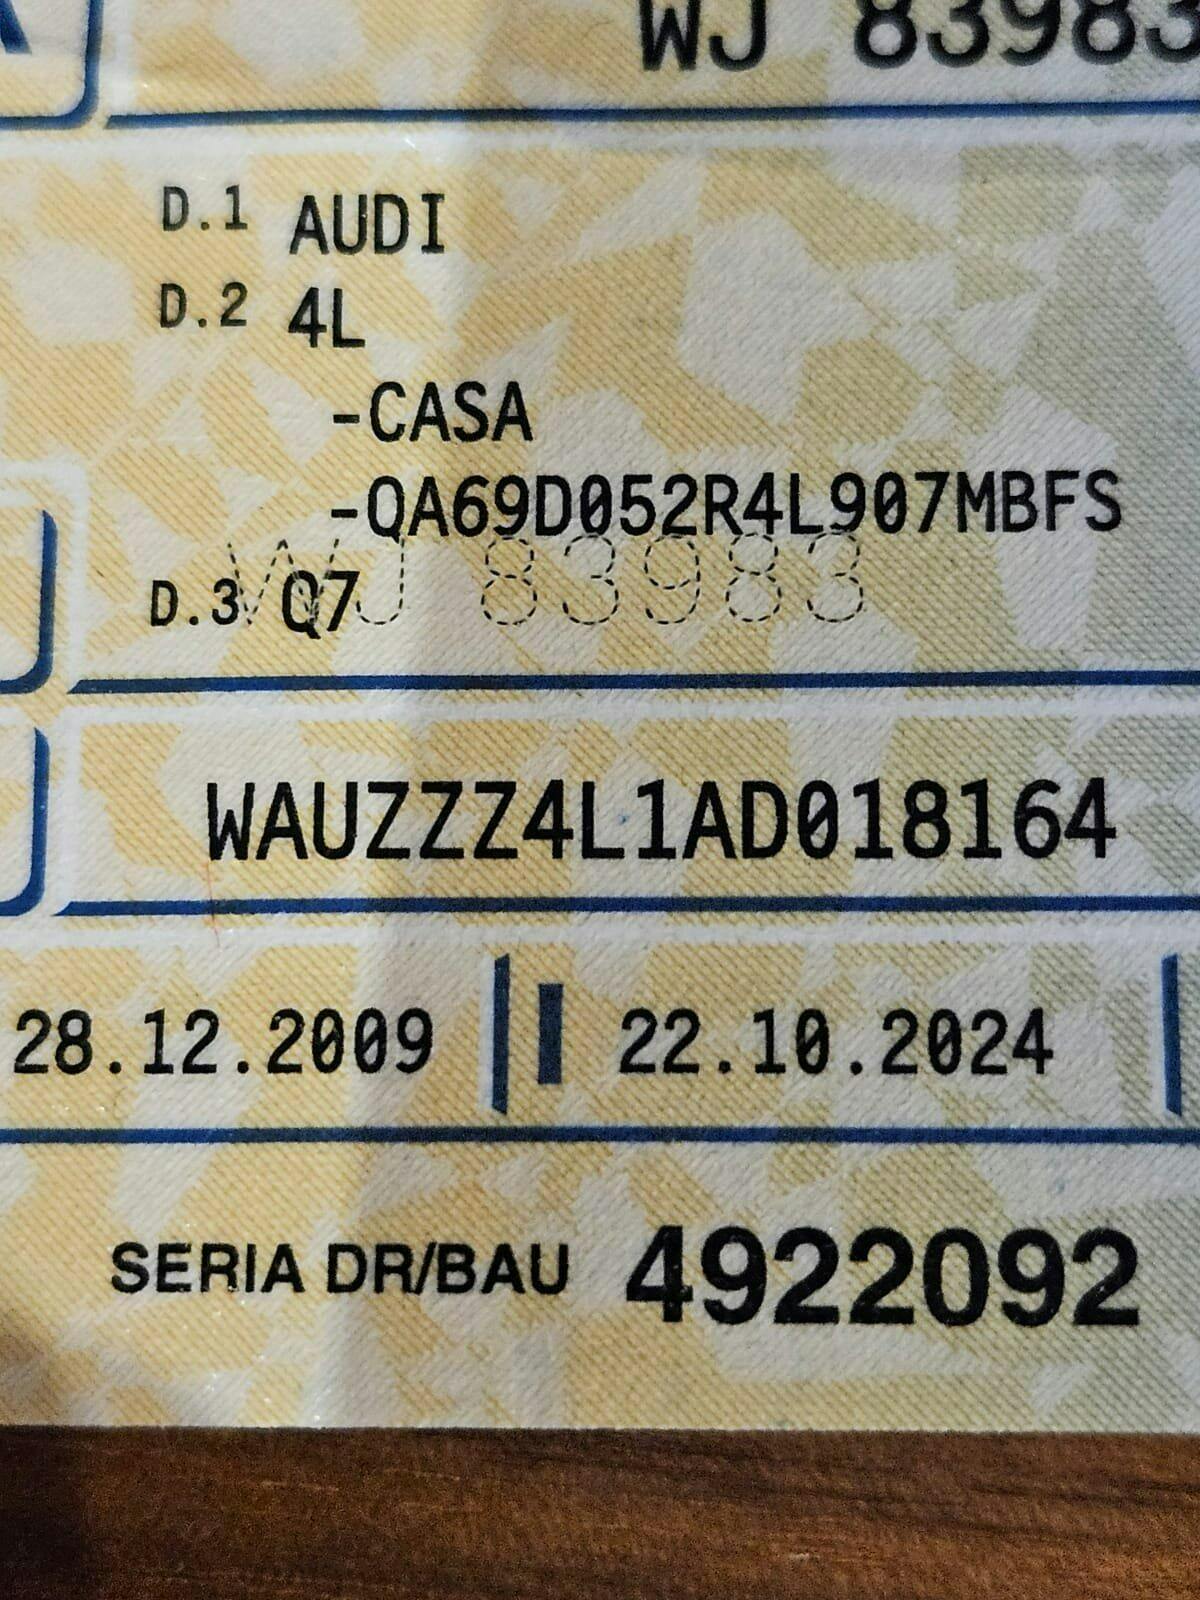 WJ 83983
D.1 AUDI
D.2 4L
-CASA
-QA69D052R4L907MBFS
WJ 83983
D.3 Q7
WAUZZZ4L1AD018164
28.12.2009 I 22.10.2024
SERIA DR/BAU 4922092